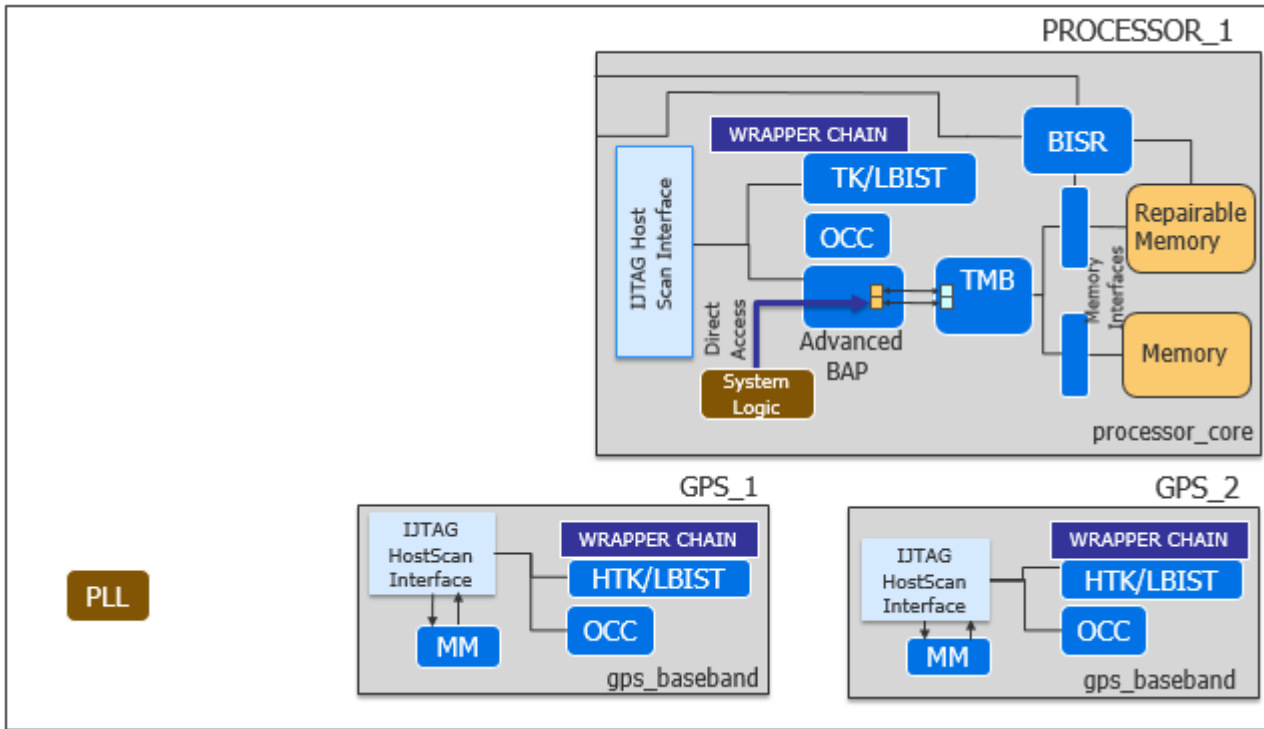 PROCESSOR_1
WRAPPER CHAIN
BISR
TK/LBIST
IJTAG Host
Scan Interface
OCC
Repairable
Memory
TMB
Memory
Interfaces
Direct
Access
Advanced
BAP
Memory
System
Logic
processor_core
GPS_1
GPS_2
IJTAG
HostScan
Interface
WRAPPER CHAIN
HTK/LBIST
OCC
MM
gps_baseband
IJTAG
HostScan
Interface
WRAPPER CHAIN
HTK/LBIST
OCC
MM
gps_baseband
PLL